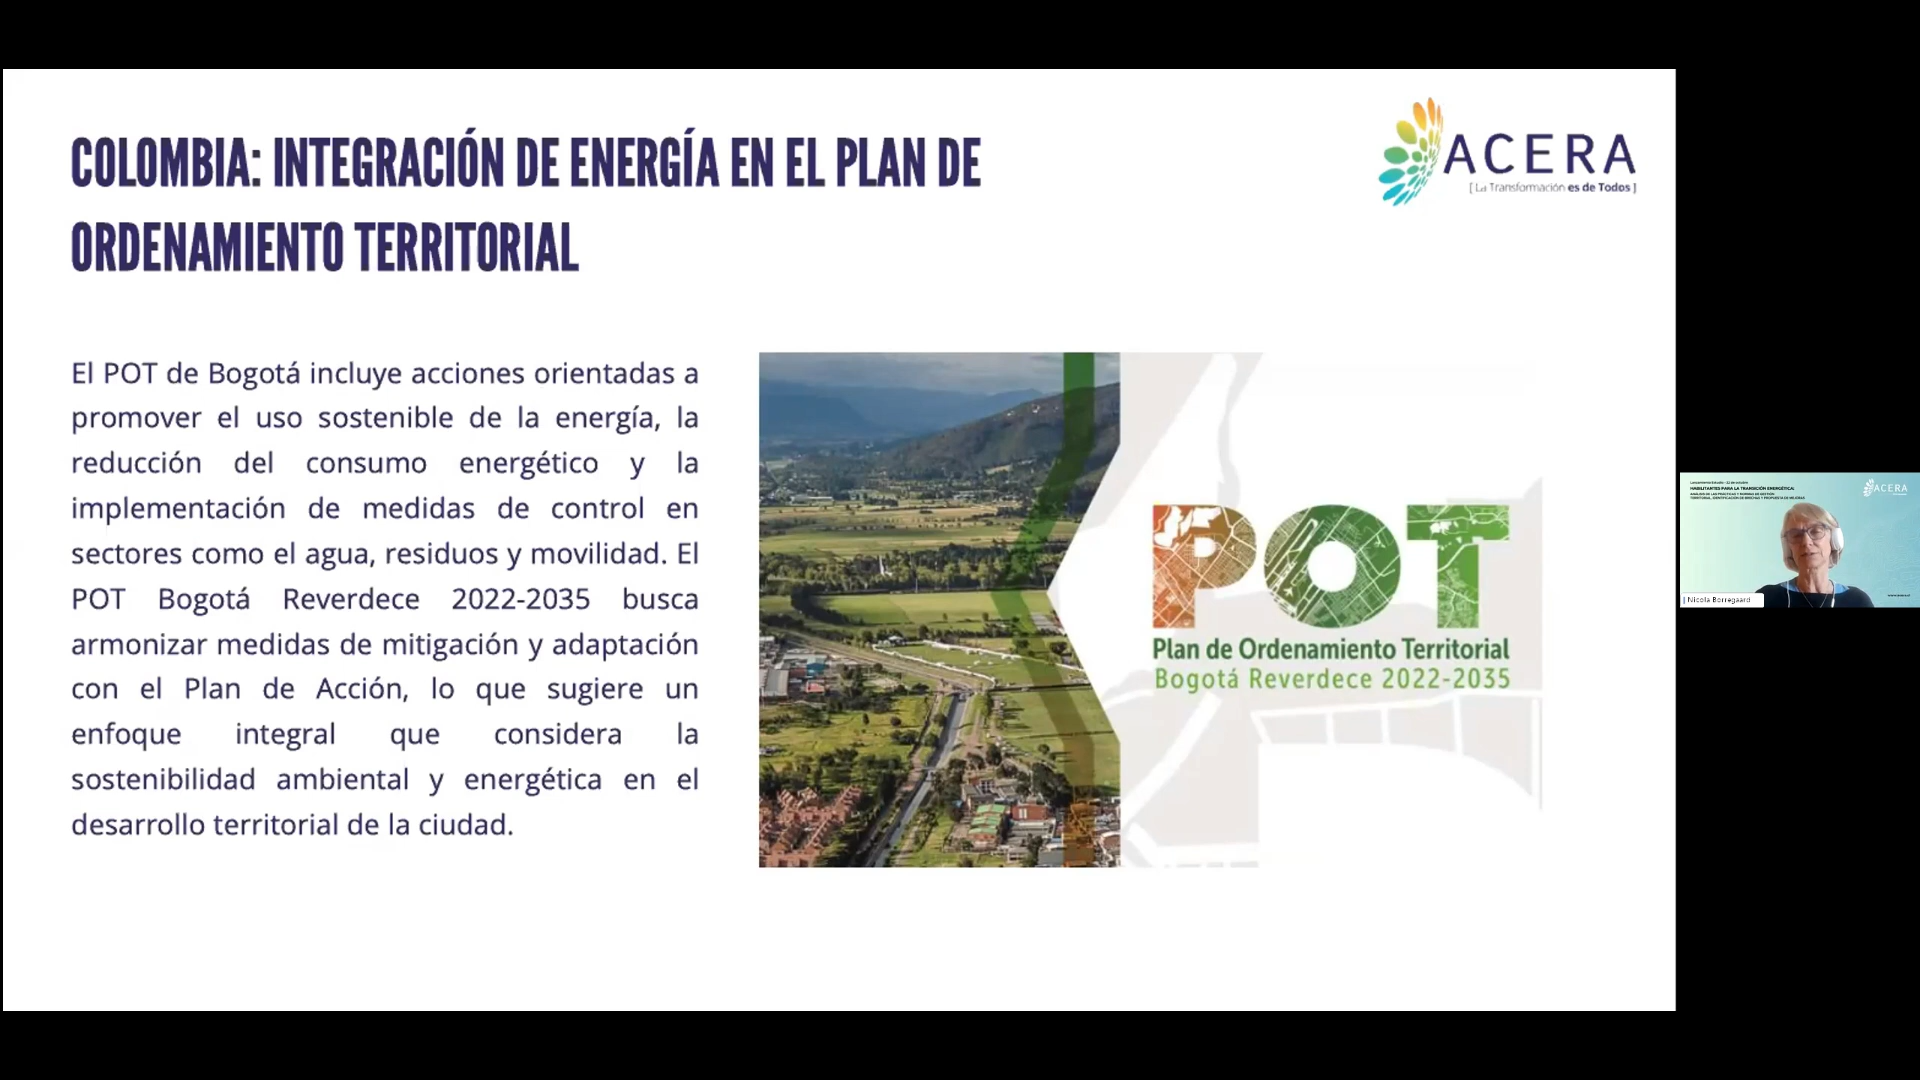 COLOMBIA: INTEGRACIÓN DE ENERGÍA EN EL PLAN DE
ORDENAMIENTO TERRITORIAL
ACERA
[ La Transformación es de Todos ]
El POT de Bogotá incluye acciones orientadas a
promover el uso sostenible de la energía, la
reducción del consumo energético y la
implementación de medidas de control en
sectores como el agua, residuos y movilidad. El
POT Bogotá Reverdece 2022-2035 busca
armonizar medidas de mitigación y adaptación
con el Plan de Acción, lo que sugiere un
enfoque integral que considera la
sostenibilidad ambiental y energética en el
desarrollo territorial de la ciudad.
POT
Plan de Ordenamiento Territorial
Bogotá Reverdece 2022-2035
HABILITANTES PARA LA TRANSICIÓN ENERGÉTICA:
ACERA
Nicola Borregaard